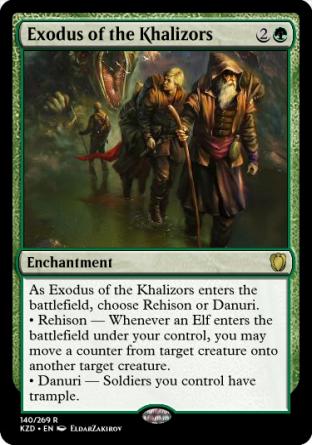 Exodus of the Khalizors 2
Enchantment
As Exodus of the Khalizors enters the
battlefield, choose Rehison or Danuri.
• Rehison — Whenever an Elf enters the
battlefield under your control, you may
move a counter from target creature onto
another target creature.
• Danuri — Soldiers you control have
trample.
140/269 R
KZD • EN EldarZakirov